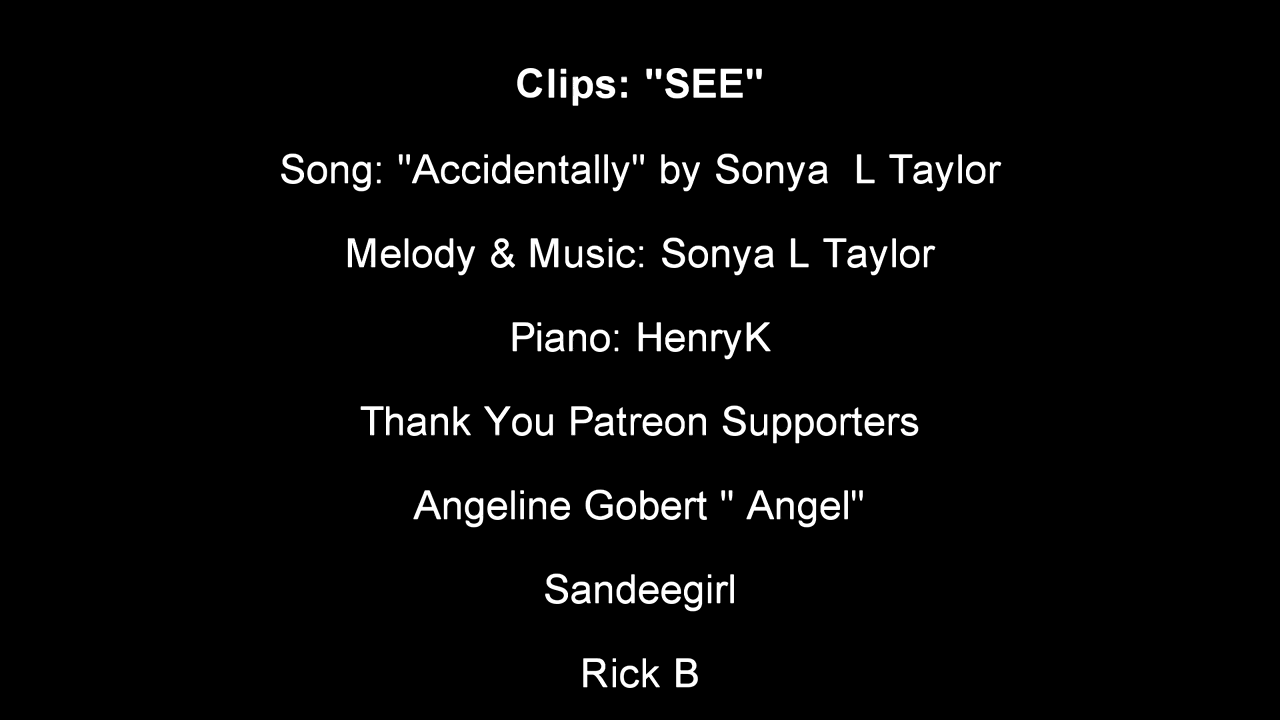 Clips: "SEE"
Song: "Accidentally" by Sonya  L Taylor
Melody & Music: Sonya L Taylor
Piano: HenryK
Thank You Patreon Supporters
Angeline Gobert " Angel"
Sandeegirl
Rick B